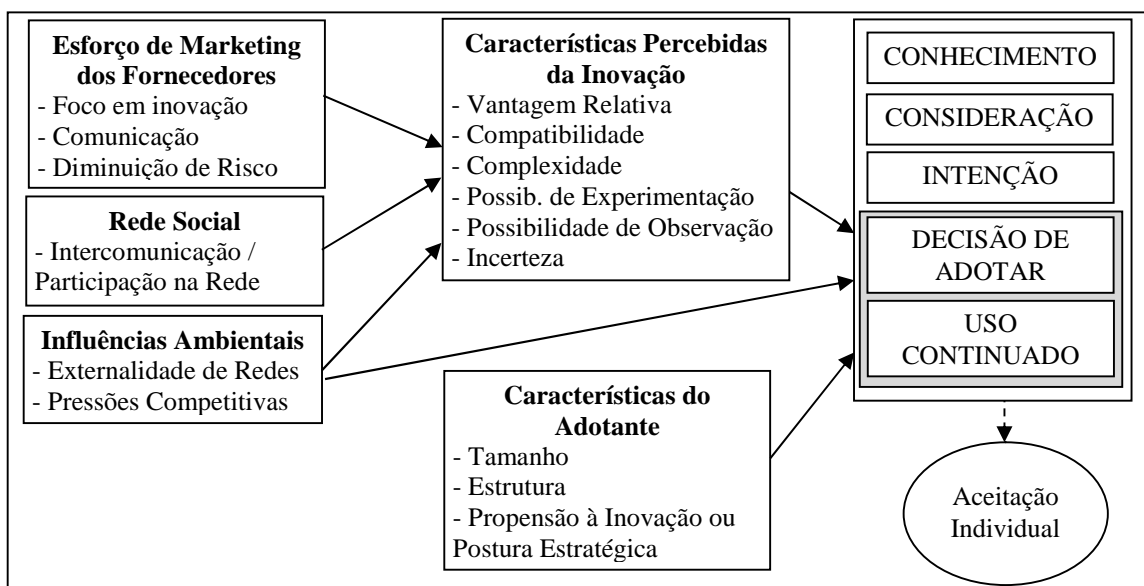 Esforço de Marketing
dos Fornecedores
- Foco em inovação
- Comunicação
- Diminuição de Risco
Rede Social
- Intercomunicação /
Participação na Rede
Influências Ambientais
- Externalidade de Redes
- Pressões Competitivas
Características Percebidas
da Inovação
- Vantagem Relativa
- Compatibilidade
- Complexidade
- Possib. de Experimentação
- Possibilidade de Observação
- Incerteza
Características do
Adotante
- Tamanho
- Estrutura
- Propensão à Inovação ou
Postura Estratégica
CONHECIMENTO
CONSIDERAÇÃO
INTENÇÃO
DECISÃO DE
ADOTAR
USO
CONTINUADO
Aceitação
Individual